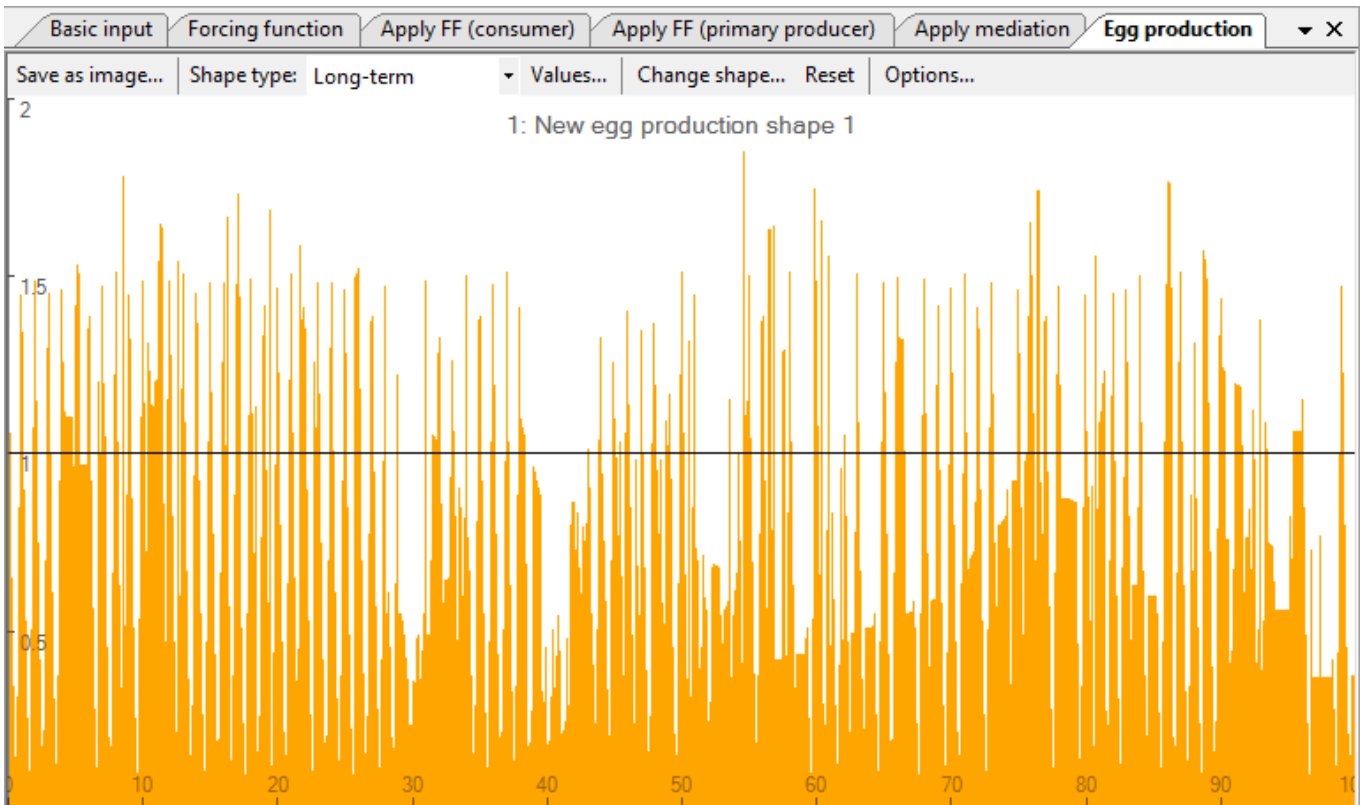 Basic input Forcing function Apply FF (consumer) Apply FF (primary producer) Apply mediation Egg production
Save as image... Shape type: Long-term Values... Change shape... Reset Options...
1: New egg production shape 1
2
1.5
1
0.5
0 10 20 30 40 50 60 70 80 90 10